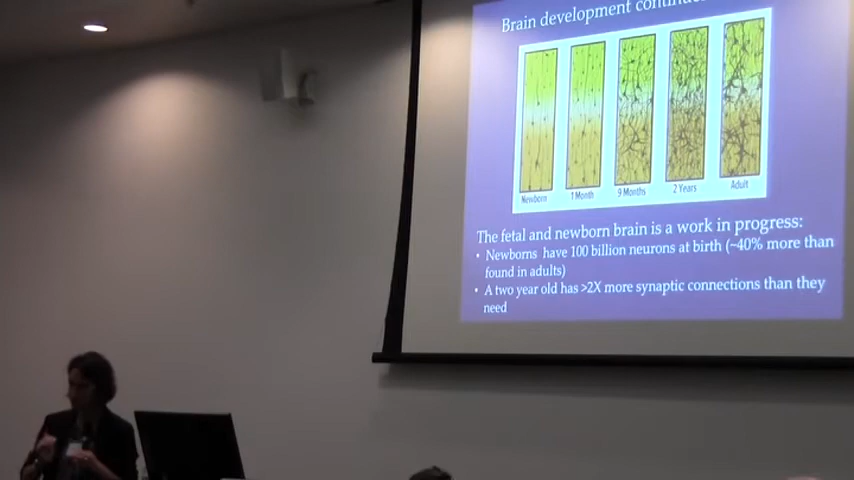 Brain development
Newborn
1 Month
9 Months
2 Years
Adult
The fetal and newborn brain is a work in progress:
• Newborns have 100 billion neurons at birth (~40% more than
found in adults)
• A two year old has >2X more synaptic connections than they
need